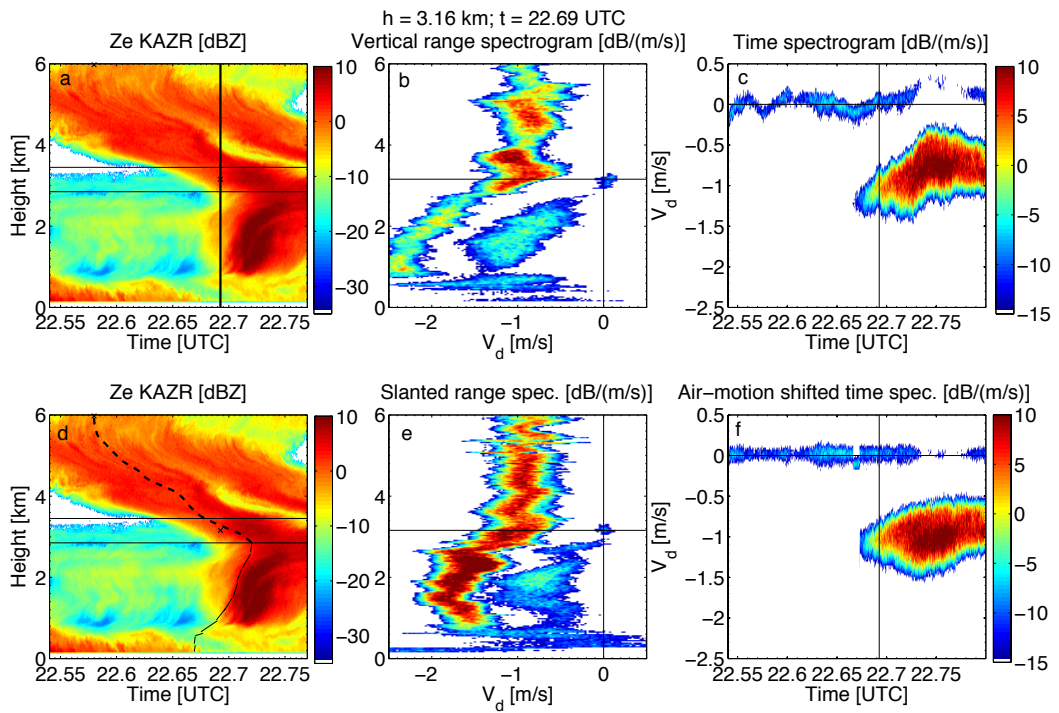 h = 3.16 km; t = 22.69 UTC
Ze KAZR [dBZ]
Vertical range spectrogram [dB/(m/s)]
Time spectrogram [dB/(m/s)]
a
b
c
6
4
2
0
Height [km]
22.55 22.6 22.65 22.7 22.75
Time [UTC]
10
0
−10
−20
−30
6
4
2
0
−2 −1 0
V_d [m/s]
0.5
0
−0.5
−1
−1.5
−2
−2.5
V_d [m/s]
22.55 22.6 22.65 22.7 22.75
Time [UTC]
10
5
0
−5
−10
−15
Ze KAZR [dBZ]
Slanted range spec. [dB/(m/s)]
Air−motion shifted time spec. [dB/(m/s)]
d
e
f
6
4
2
0
Height [km]
22.55 22.6 22.65 22.7 22.75
Time [UTC]
10
0
−10
−20
−30
6
4
2
0
−2 −1 0
V_d [m/s]
0.5
0
−0.5
−1
−1.5
−2
−2.5
V_d [m/s]
22.55 22.6 22.65 22.7 22.75
Time [UTC]
10
5
0
−5
−10
−15